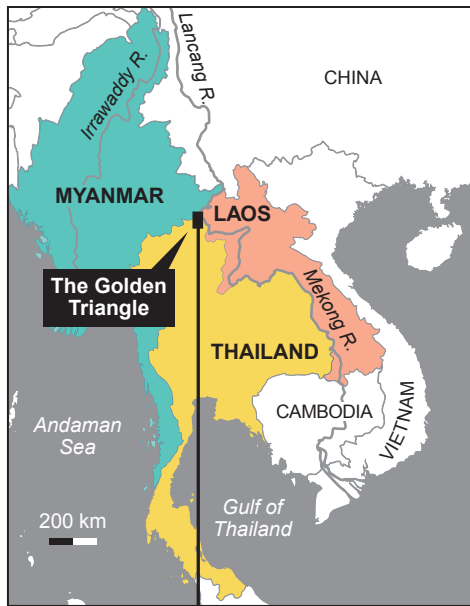 Irrawaddy R.
Lancang R.
CHINA
MYANMAR
LAOS
The Golden
Triangle
Mekong R.
THAILAND
CAMBODIA
VIETNAM
Andaman
Sea
Gulf of
Thailand
200 km